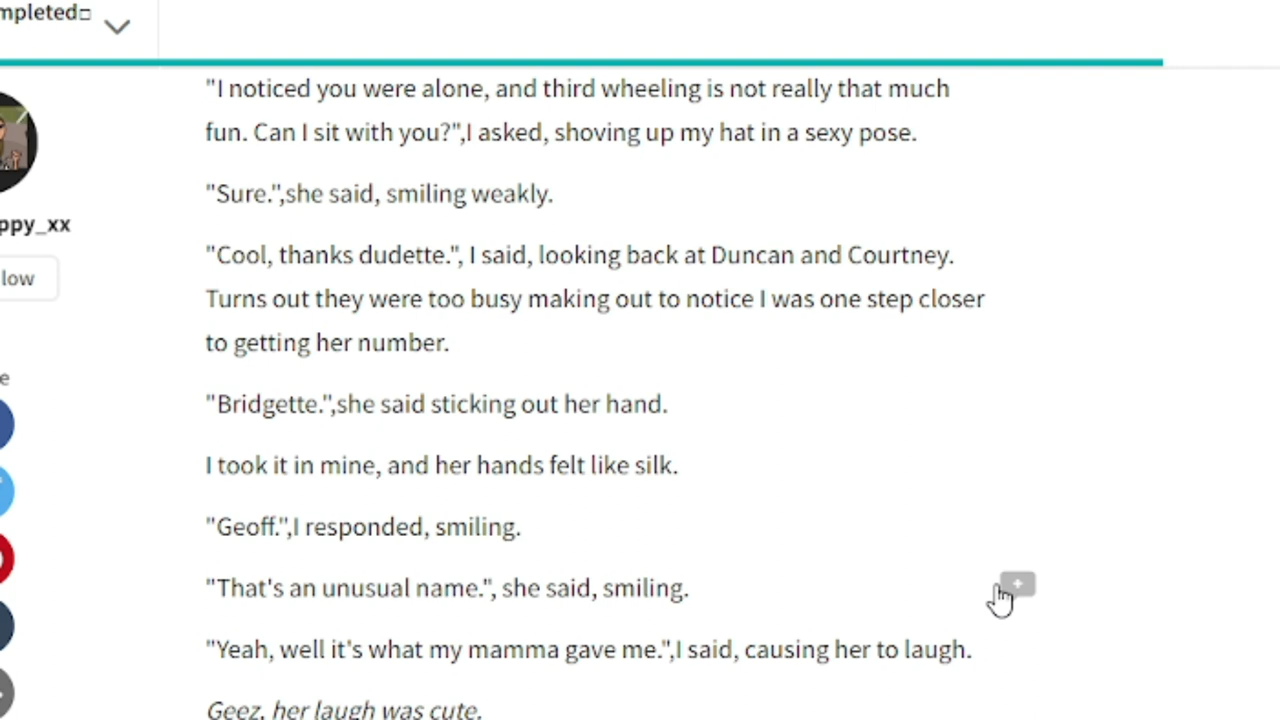 mpleted
"I noticed you were alone, and third wheeling is not really that much
fun. Can I sit with you?",I asked, shoving up my hat in a sexy pose.
"Sure.",she said, smiling weakly.
"Cool, thanks dudette.", I said, looking back at Duncan and Courtney.
Turns out they were too busy making out to notice I was one step closer
to getting her number.
"Bridgette.",she said sticking out her hand.
I took it in mine, and her hands felt like silk.
"Geoff.",I responded, smiling.
"That's an unusual name.", she said, smiling.
"Yeah, well it's what my mamma gave me.",I said, causing her to laugh.
Geez, her laugh was cute.
ppy_xx
low
e